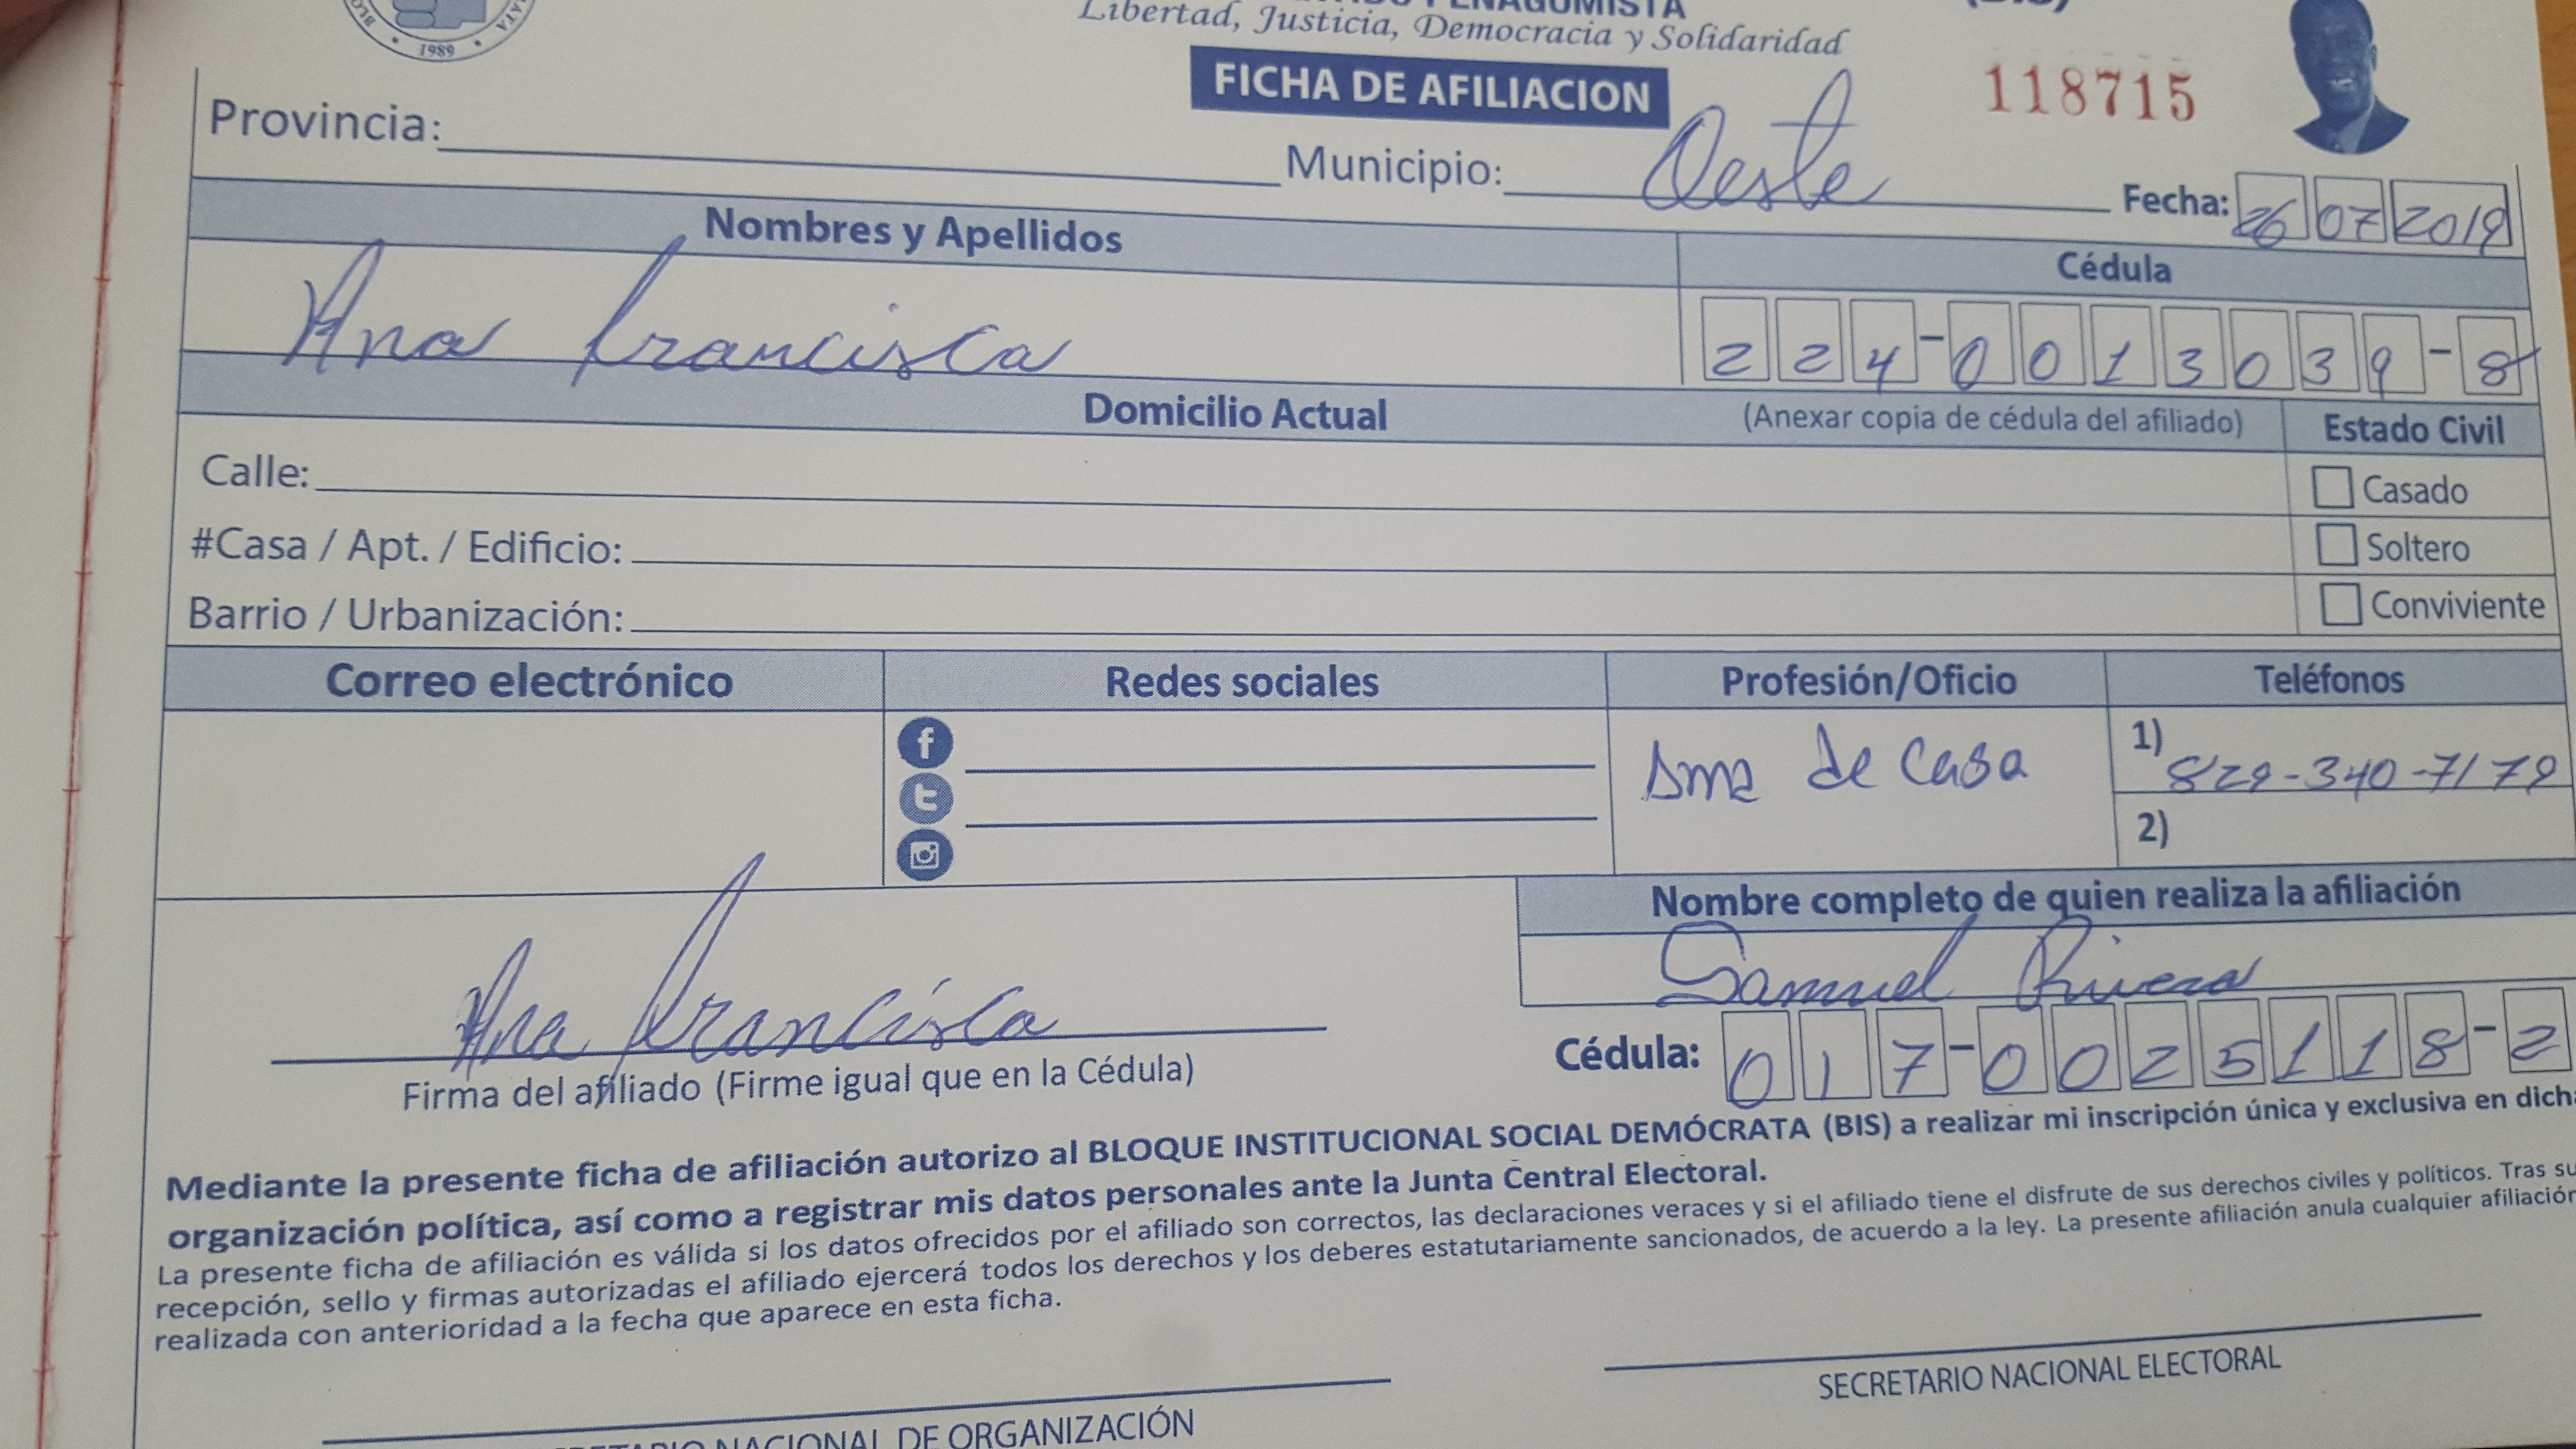 1989
Libertad, Justicia, Democracia y Solidaridad
FICHA DE AFILIACION
118715
Provincia:
Municipio: Oeste
Fecha: 26 07 2019
Nombres y Apellidos
Cédula
Ana Francisca
224-0013039-8
Domicilio Actual
(Anexar copia de cédula del afiliado)
Estado Civil
Calle:
Casado
#Casa / Apt. / Edificio:
Soltero
Barrio / Urbanización:
Conviviente
Correo electrónico
Redes sociales
Profesión/Oficio
Teléfonos
Ama de casa
1) 829-340-7179
2)
Nombre completo de quien realiza la afiliación
Samuel Rivera
Ana Francisca
Firma del afiliado (Firme igual que en la Cédula)
Cédula: 017-0025118-2
Mediante la presente ficha de afiliación autorizo al BLOQUE INSTITUCIONAL SOCIAL DEMÓCRATA (BIS) a realizar mi inscripción única y exclusiva en dich
organización política, así como a registrar mis datos personales ante la Junta Central Electoral.
La presente ficha de afiliación es válida si los datos ofrecidos por el afiliado son correctos, las declaraciones veraces y si el afiliado tiene el disfrute de sus derechos civiles y políticos. Tras su
recepción, sello y firmas autorizadas el afiliado ejercerá todos los derechos y los deberes estatutariamente sancionados, de acuerdo a la ley. La presente afiliación anula cualquier afiliación
realizada con anterioridad a la fecha que aparece en esta ficha.
SECRETARIO NACIONAL ELECTORAL
NACIONAL DE ORGANIZACIÓN